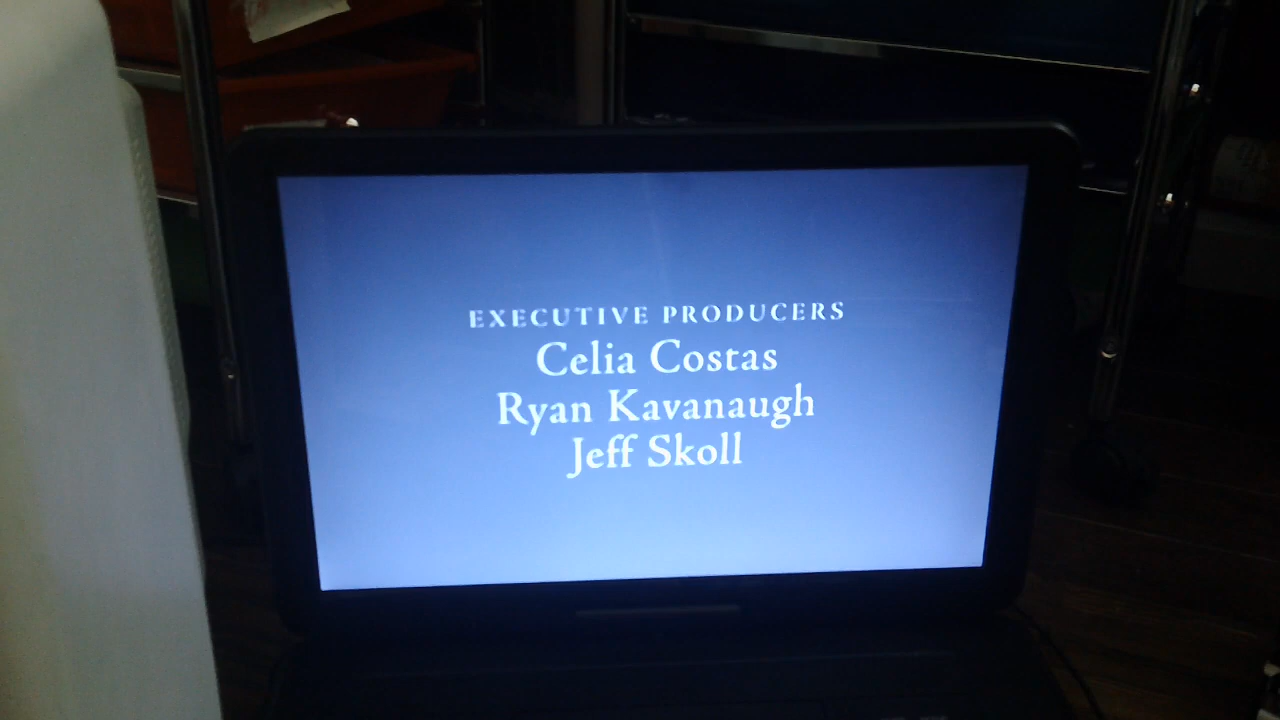 EXECUTIVE PRODUCERS
Celia Costas
Ryan Kavanaugh
Jeff Skoll